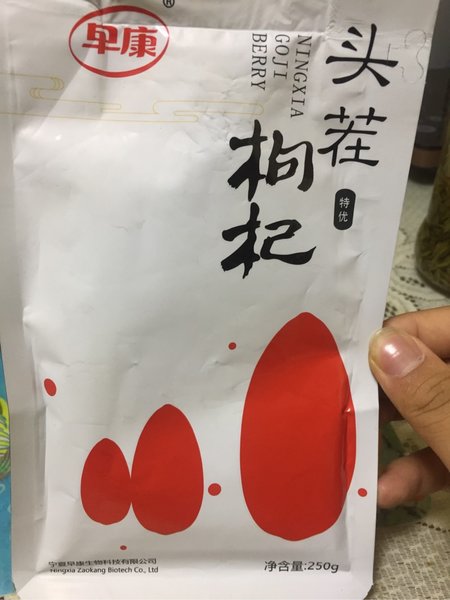 早康
®
NINGXIA
GOJI
BERRY
头茬
枸杞
特优
宁夏早康生物科技有限公司
Ningxia Zaokang Biotech Co., Ltd
净含量:250g